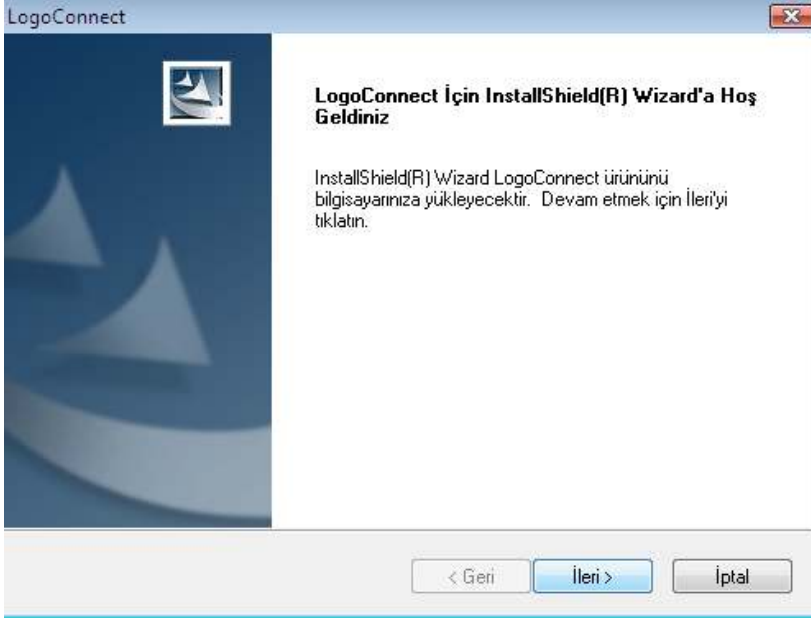 LogoConnect
LogoConnect İçin InstallShield(R) Wizard'a Hoş
Geldiniz
InstallShield(R) Wizard LogoConnect ürününü
bilgisayarınıza yükleyecektir. Devam etmek için İleri'yi
tıklatın.
< Geri
İleri >
İptal